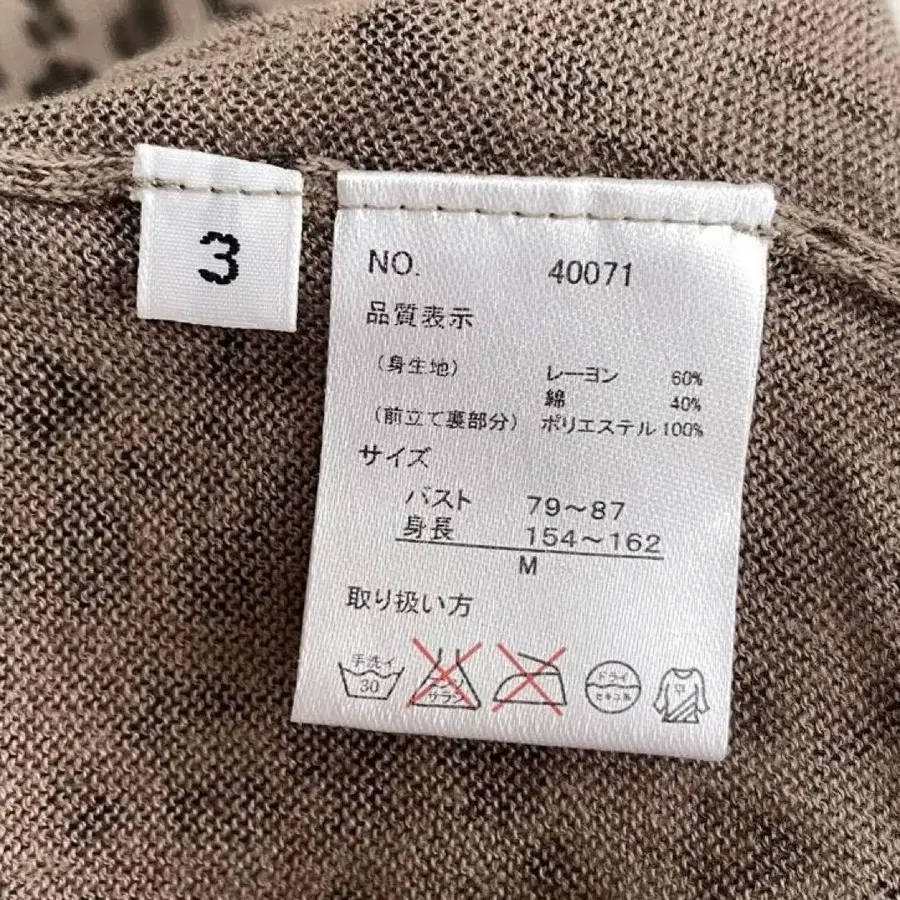 3
NO. 40071
品質表示
(身生地) レーヨン 60%
綿 40%
(前立て裏部分) ポリエステル 100%
サイズ
バスト 79～87
身長 154～162
M
取り扱い方
手洗イ
30
ドライ
セキユ系